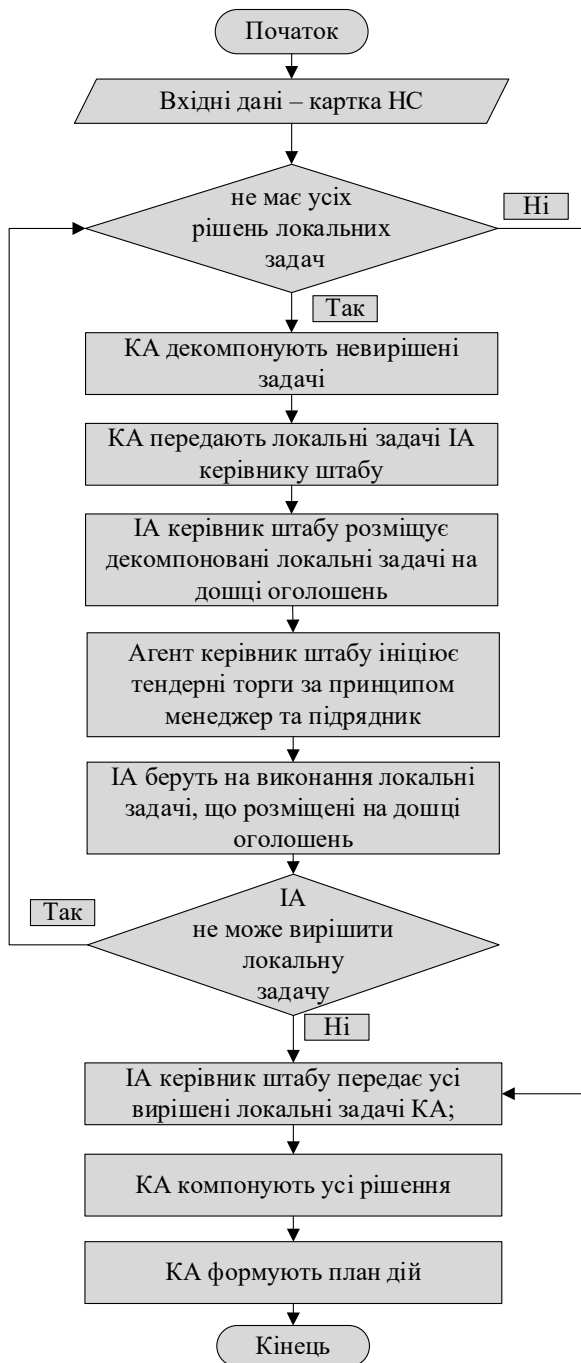 Початок
Вхідні дані – картка НС
не має усіх
рішень локальних
задач
Ні
Так
КА декомпонують невирішені
задачі
КА передають локальні задачі ІА
керівнику штабу
ІА керівник штабу розміщує
декомпоновані локальні задачі на
дошці оголошень
Агент керівник штабу ініціює
тендерні торги за принципом
менеджер та підрядник
ІА беруть на виконання локальні
задачі, що розміщені на дошці
оголошень
ІА
не може вирішити
локальну
задачу
Так
Ні
ІА керівник штабу передає усі
вирішені локальні задачі КА;
КА компонують усі рішення
КА формують план дій
Кінець